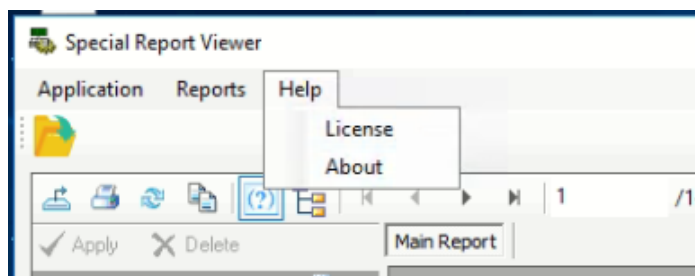 Special Report Viewer
Application Reports Help
License
About
(?) 1 /1
Apply Delete Main Report